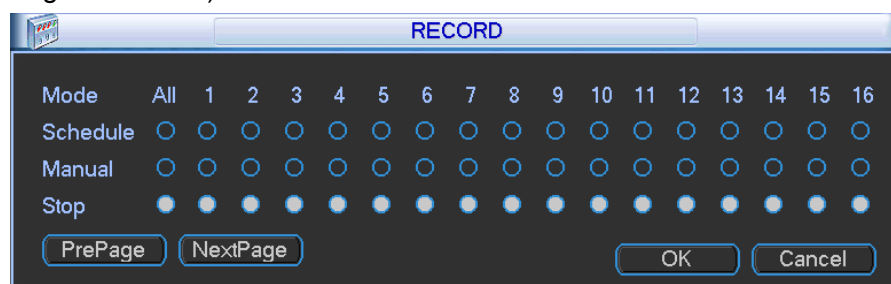 RECORD
Mode All 1 2 3 4 5 6 7 8 9 10 11 12 13 14 15 16
Schedule
Manual
Stop
PrePage NextPage OK Cancel